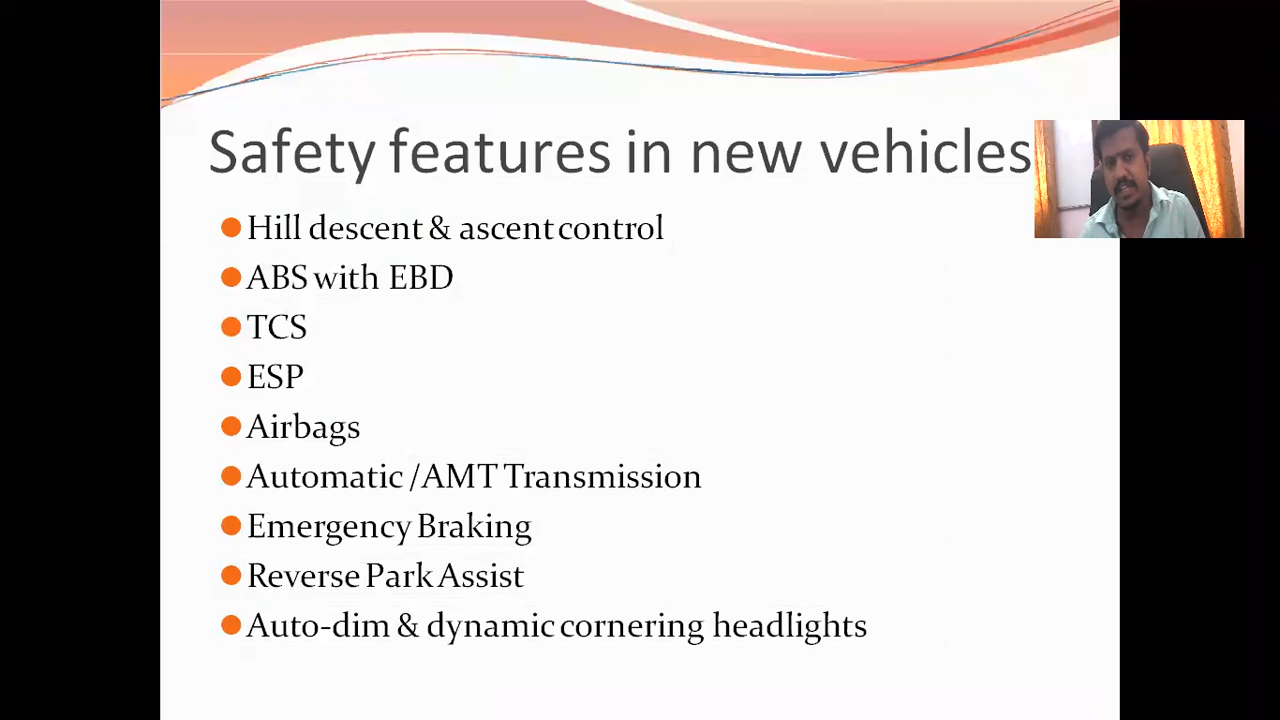 Safety features in new vehicles
Hill descent & ascent control
ABS with EBD
TCS
ESP
Airbags
Automatic /AMT Transmission
Emergency Braking
Reverse Park Assist
Auto-dim & dynamic cornering headlights